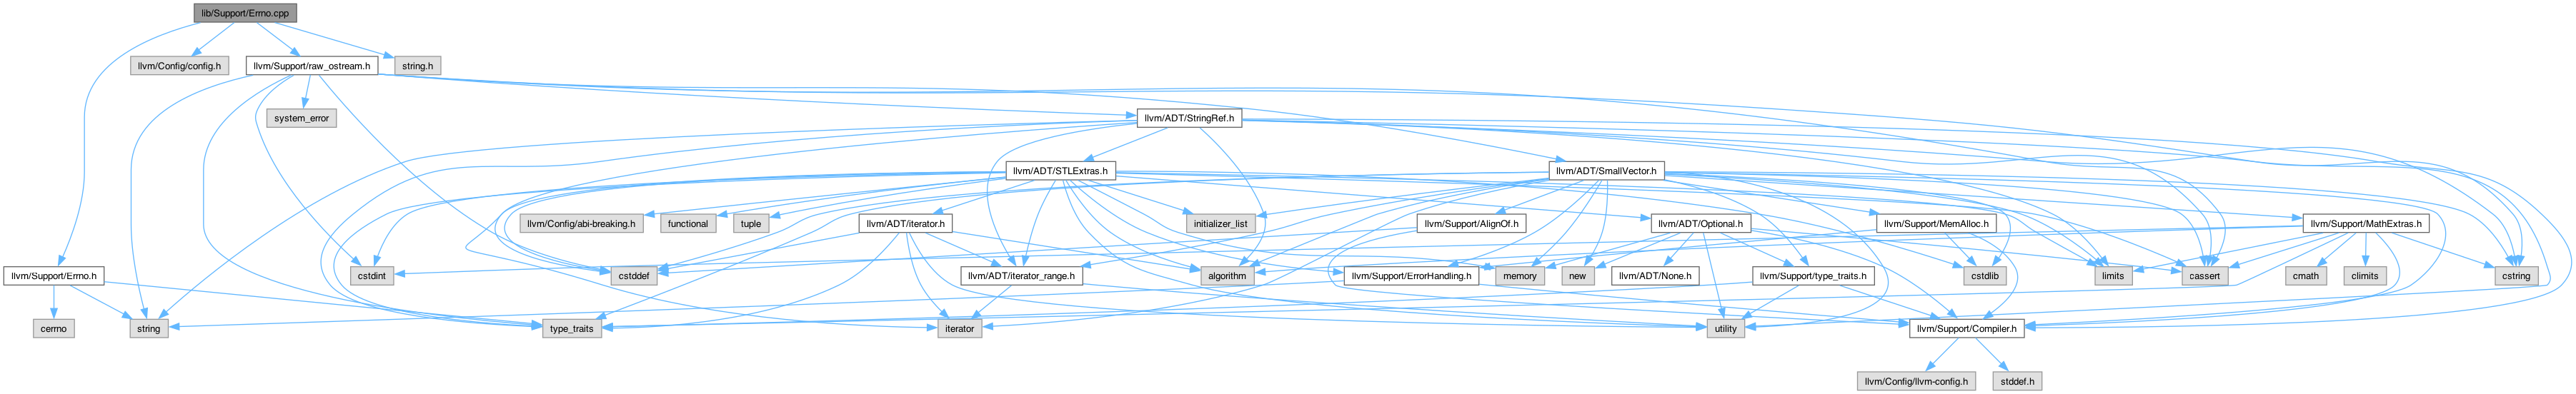 lib/Support/Errno.cpp
llvm/Config/config.h
llvm/Support/raw_ostream.h
string.h
system_error
llvm/ADT/StringRef.h
llvm/ADT/STLExtras.h
llvm/ADT/SmallVector.h
llvm/Config/abi-breaking.h
functional
tuple
llvm/ADT/iterator.h
initializer_list
llvm/Support/AlignOf.h
llvm/ADT/Optional.h
llvm/Support/MemAlloc.h
llvm/Support/MathExtras.h
llvm/Support/Errno.h
cstdint
cstddef
algorithm
llvm/ADT/iterator_range.h
llvm/Support/ErrorHandling.h
memory
new
llvm/ADT/None.h
llvm/Support/type_traits.h
cstdlib
limits
cassert
cmath
climits
cstring
cerrno
string
type_traits
iterator
utility
llvm/Support/Compiler.h
llvm/Config/llvm-config.h
stddef.h